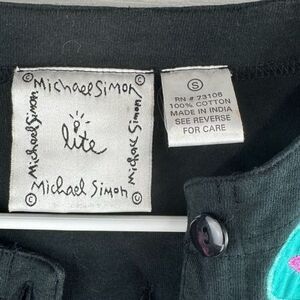 © Michael Simon ©
Michael Simon
lite
Michael Simon
© Michael Simon ©
S
RN # 73106
100% COTTON
MADE IN INDIA
SEE REVERSE
FOR CARE